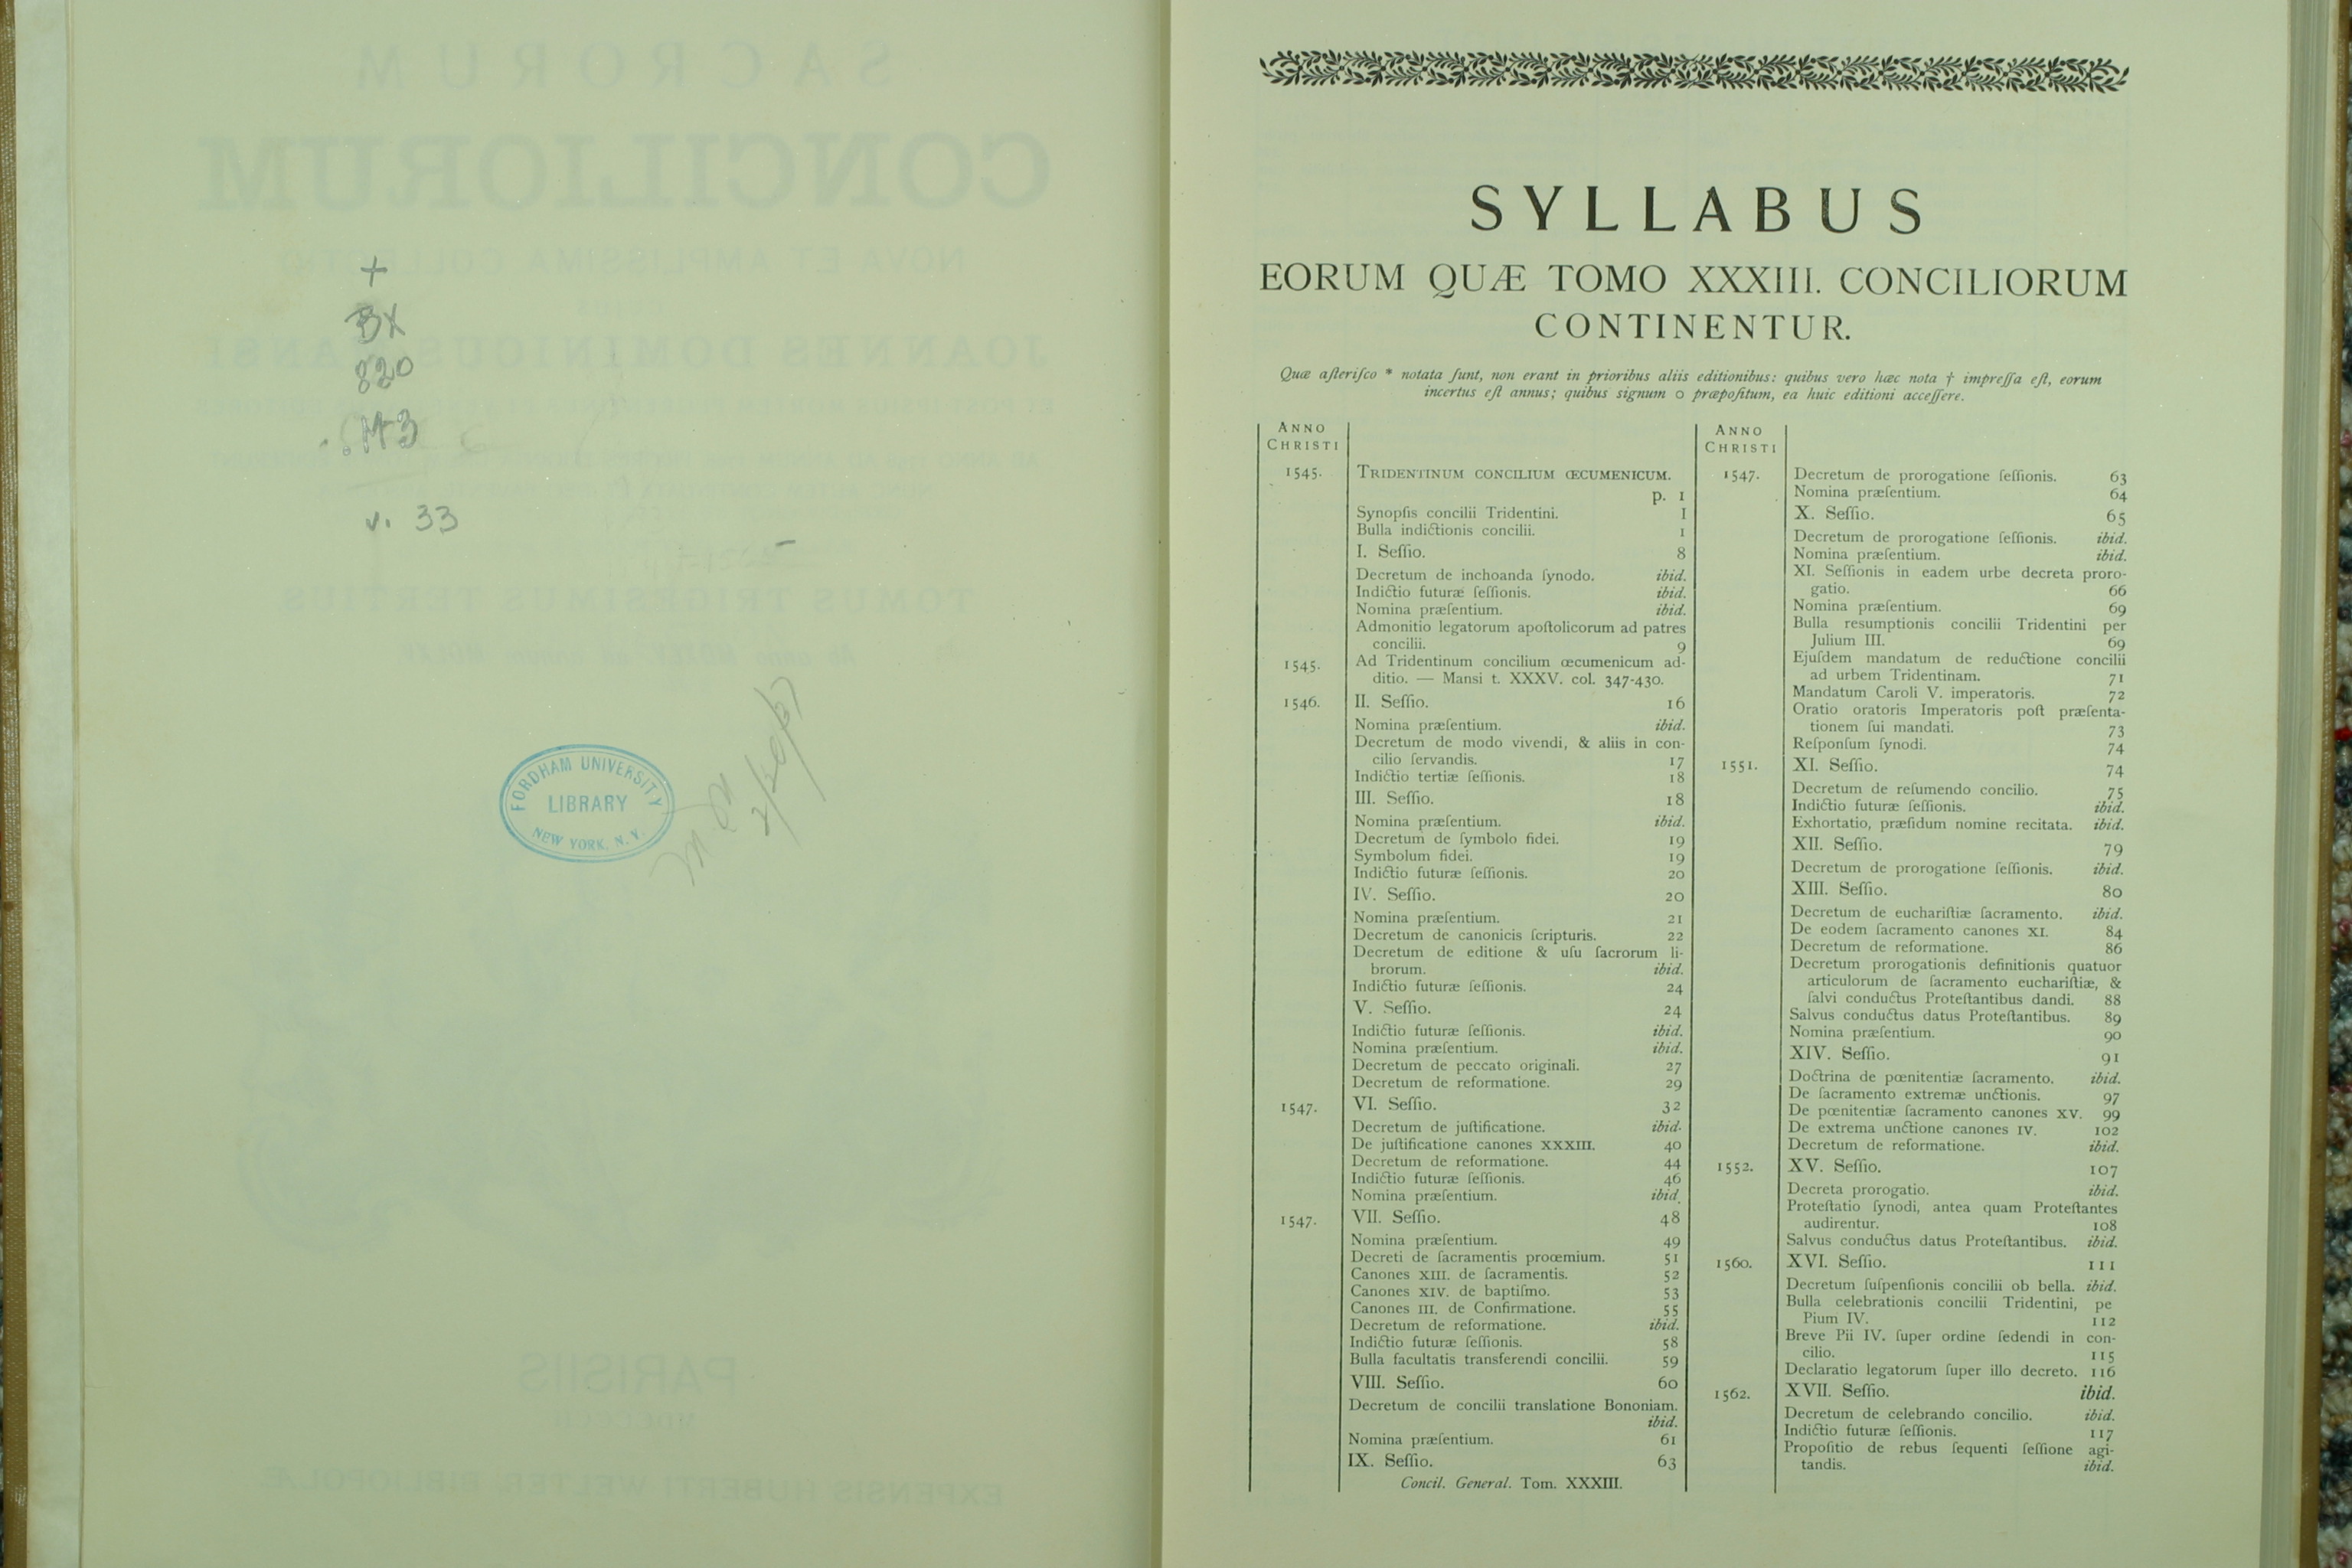 +
BX
820
.M3
v. 33
FORDHAM UNIVERSITY
LIBRARY
NEW YORK, N. Y.
SYLLABUS
EORUM QUÆ TOMO XXXIII. CONCILIORUM
CONTINENTUR.
Quæ aſteriſco * notata ſunt, non erant in prioribus aliis editionibus: quibus vero hæc nota † impreſſa eſt, eorum
incertus eſt annus; quibus signum o præpoſitum, ea huic editioni acceſſere.
ANNO
CHRISTI
1545. TRIDENTINUM CONCILIUM ŒCUMENICUM.
p. 1
Synopſis concilii Tridentini. I
Bulla indictionis concilii. 1
I. Seſſio. 8
Decretum de inchoanda ſynodo. ibid.
Indictio futuræ ſeſſionis. ibid.
Nomina præſentium. ibid.
Admonitio legatorum apoſtolicorum ad patres
concilii. 9
1545. Ad Tridentinum concilium œcumenicum ad-
ditio. — Mansi t. XXXV. col. 347-430.
1546. II. Seſſio. 16
Nomina præſentium. ibid.
Decretum de modo vivendi, & aliis in con-
cilio ſervandis. 17
Indictio tertiæ ſeſſionis. 18
III. Seſſio. 18
Nomina præſentium. ibid.
Decretum de ſymbolo fidei. 19
Symbolum fidei. 19
Indictio futuræ ſeſſionis. 20
IV. Seſſio. 20
Nomina præſentium. 21
Decretum de canonicis ſcripturis. 22
Decretum de editione & uſu ſacrorum li-
brorum. ibid.
Indictio futuræ ſeſſionis. 24
V. Seſſio. 24
Indictio futuræ ſeſſionis. ibid.
Nomina præſentium. ibid.
Decretum de peccato originali. 27
Decretum de reformatione. 29
1547. VI. Seſſio. 32
Decretum de juſtificatione. ibid.
De juſtificatione canones XXXIII. 40
Decretum de reformatione. 44
Indictio futuræ ſeſſionis. 46
Nomina præſentium. ibid.
1547. VII. Seſſio. 48
Nomina præſentium. 49
Decreti de ſacramentis proœmium. 51
Canones XIII. de ſacramentis. 52
Canones XIV. de baptiſmo. 53
Canones III. de Confirmatione. 55
Decretum de reformatione. ibid.
Indictio futuræ ſeſſionis. 58
Bulla facultatis transferendi concilii. 59
VIII. Seſſio. 60
Decretum de concilii translatione Bononiam.
ibid.
Nomina præſentium. 61
IX. Seſſio. 63
Concil. General. Tom. XXXIII.
ANNO
CHRISTI
1547. Decretum de prorogatione ſeſſionis. 63
Nomina præſentium. 64
X. Seſſio. 65
Decretum de prorogatione ſeſſionis. ibid.
Nomina præſentium. ibid.
XI. Seſſionis in eadem urbe decreta proro-
gatio. 66
Nomina præſentium. 69
Bulla resumptionis concilii Tridentini per
Julium III. 69
Ejuſdem mandatum de reductione concilii
ad urbem Tridentinam. 71
Mandatum Caroli V. imperatoris. 72
Oratio oratoris Imperatoris poſt præſenta-
tionem ſui mandati. 73
Reſponſum ſynodi. 74
1551. XI. Seſſio. 74
Decretum de reſumendo concilio. 75
Indictio futuræ ſeſſionis. ibid.
Exhortatio, præſidum nomine recitata. ibid.
XII. Seſſio. 79
Decretum de prorogatione ſeſſionis. ibid.
XIII. Seſſio. 80
Decretum de euchariſtiæ ſacramento. ibid.
De eodem ſacramento canones XI. 84
Decretum de reformatione. 86
Decretum prorogationis definitionis quatuor
articulorum de ſacramento euchariſtiæ, &
ſalvi conductus Proteſtantibus dandi. 88
Salvus conductus datus Proteſtantibus. 89
Nomina præſentium. 90
XIV. Seſſio. 91
Doctrina de pœnitentiæ ſacramento. ibid.
De ſacramento extremæ unctionis. 97
De pœnitentiæ ſacramento canones XV. 99
De extrema unctione canones IV. 102
Decretum de reformatione. ibid.
1552. XV. Seſſio. 107
Decreta prorogatio. ibid.
Proteſtatio ſynodi, antea quam Proteſtantes
audirentur. 108
Salvus conductus datus Proteſtantibus. ibid.
1560. XVI. Seſſio. 111
Decretum ſuſpenſionis concilii ob bella. ibid.
Bulla celebrationis concilii Tridentini, pe
Pium IV. 112
Breve Pii IV. ſuper ordine ſedendi in con-
cilio. 115
Declaratio legatorum ſuper illo decreto. 116
1562. XVII. Seſſio. ibid.
Decretum de celebrando concilio. ibid.
Indictio futuræ ſeſſionis. 117
Propoſitio de rebus ſequenti ſeſſione agi-
tandis. ibid.